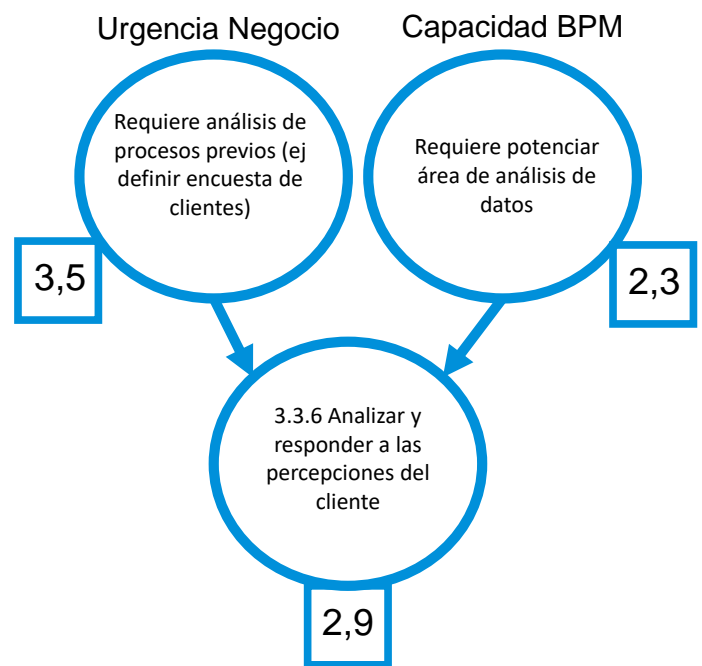 Urgencia Negocio
Capacidad BPM
Requiere análisis de
procesos previos (ej
definir encuesta de
clientes)
Requiere potenciar
área de análisis de
datos
3,5
2,3
3.3.6 Analizar y
responder a las
percepciones del
cliente
2,9